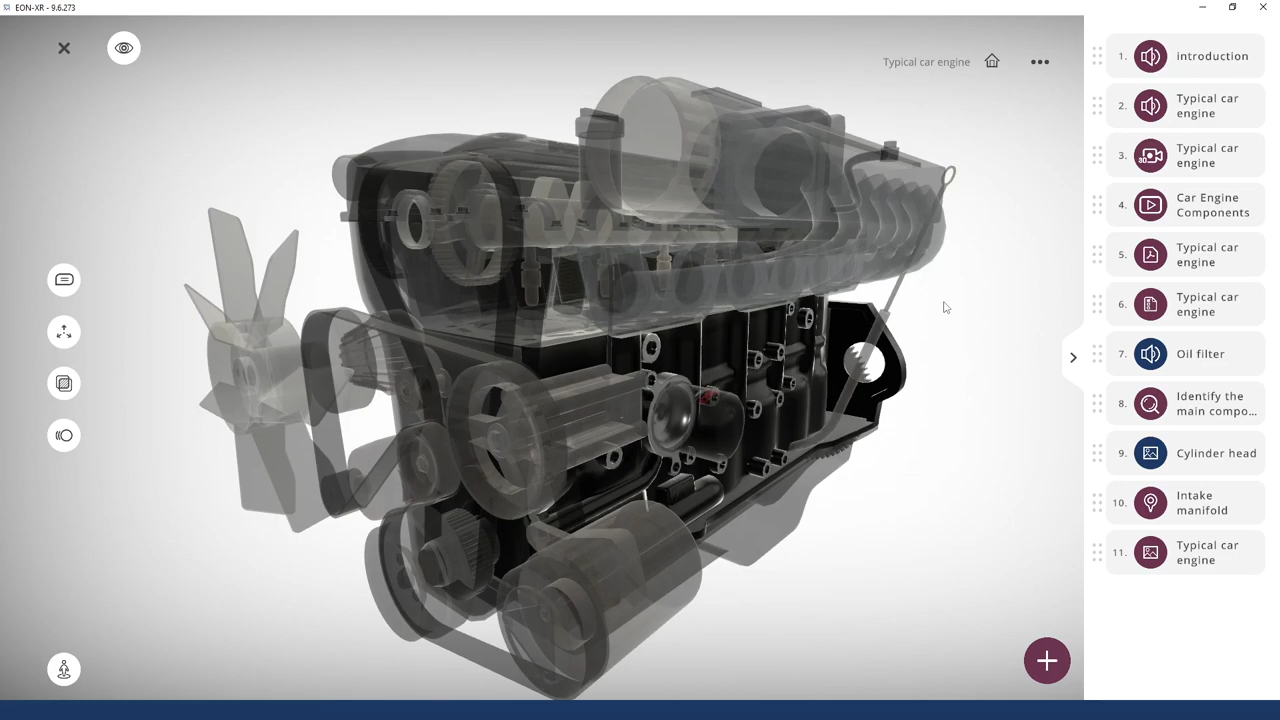 EON-XR - 9.6.273
Typical car engine
1. introduction
2. Typical car
engine
3. 3D Typical car
engine
4. Car Engine
Components
5. Typical car
engine
6. Typical car
engine
7. Oil filter
8. Identify the
main compo...
9. Cylinder head
10. Intake
manifold
11. Typical car
engine